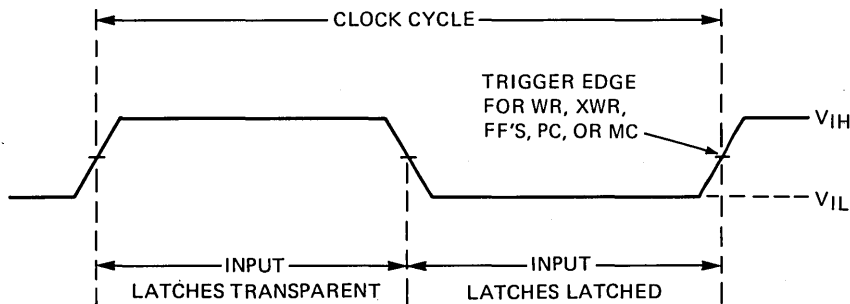 CLOCK CYCLE
TRIGGER EDGE
FOR WR, XWR,
FF'S, PC, OR MC
VIH
VIL
INPUT
LATCHES TRANSPARENT
INPUT
LATCHES LATCHED